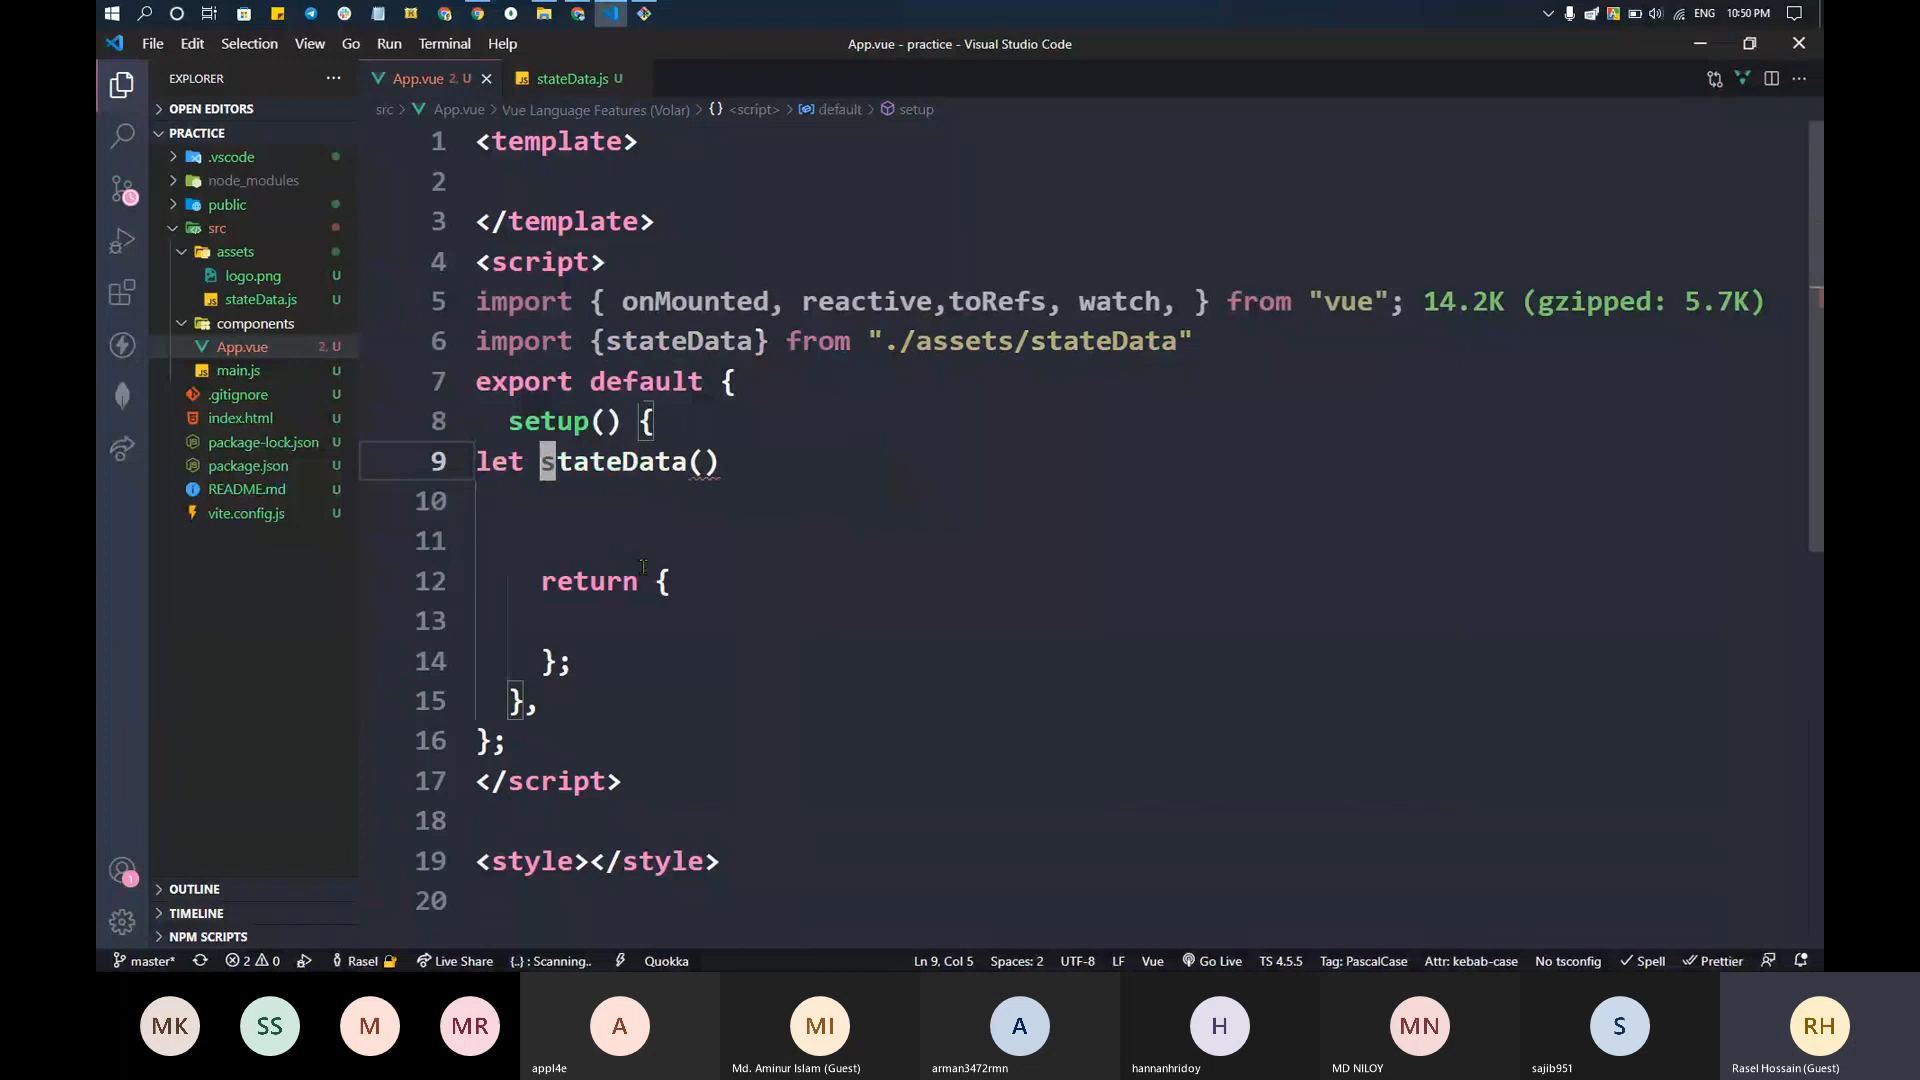 ENG 10:50 PM
File Edit Selection View Go Run Terminal Help
App.vue - practice - Visual Studio Code
EXPLORER
App.vue 2, U
stateData.js U
OPEN EDITORS
src > App.vue > Vue Language Features (Volar) > {} <script> > default > setup
PRACTICE
.vscode
node_modules
public
src
assets
logo.png U
stateData.js U
components
App.vue 2, U
main.js U
.gitignore U
index.html U
package-lock.json U
package.json U
README.md U
vite.config.js U
OUTLINE
TIMELINE
NPM SCRIPTS
1 <template>
2
3 </template>
4 <script>
5 import { onMounted, reactive,toRefs, watch, } from "vue"; 14.2K (gzipped: 5.7K)
6 import {stateData} from "./assets/stateData"
7 export default {
8 setup() {
9 let stateData()
10
11
12 return {
13
14 };
15 },
16 };
17 </script>
18
19 <style></style>
20
master* 2 0 Rasel Live Share {..} : Scanning.. Quokka Ln 9, Col 5 Spaces: 2 UTF-8 LF Vue Go Live TS 4.5.5 Tag: PascalCase Attr: kebab-case No tsconfig Spell Prettier
1
MK SS M MR A MI A H MN S RH
appl4e Md. Aminur Islam (Guest) arman3472rmn hannanhridoy MD NILOY sajib951 Rasel Hossain (Guest)